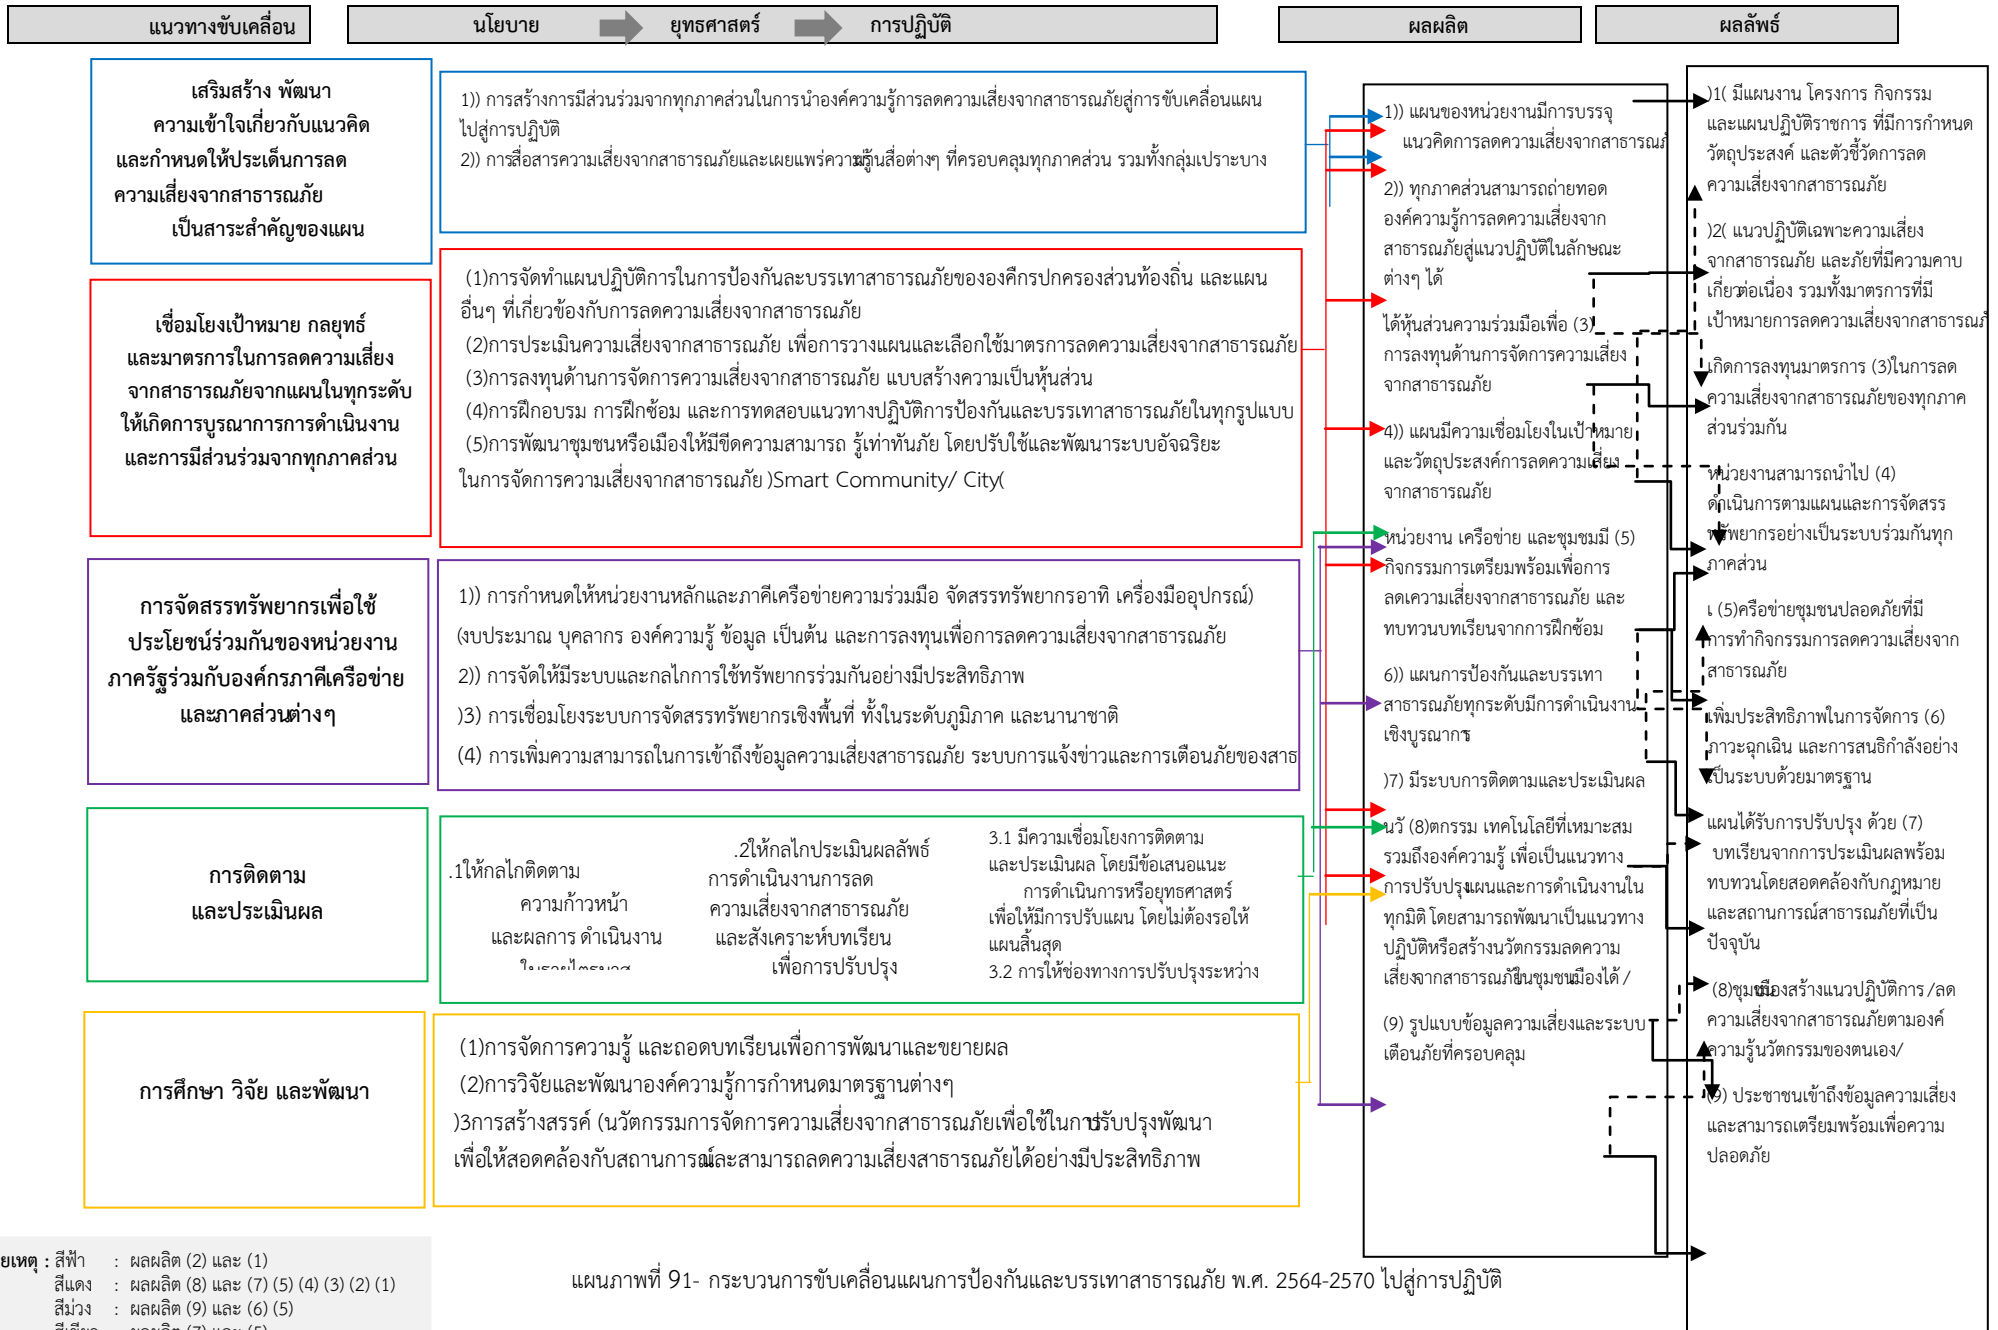 แนวทางขับเคลื่อน
นโยบาย
ยุทธศาสตร์
การปฏิบัติ
ผลผลิต
ผลลัพธ์
เสริมสร้าง พัฒนา
ความเข้าใจเกี่ยวกับแนวคิด
และกำหนดให้ประเด็นการลด
ความเสี่ยงจากสาธารณภัย
เป็นสาระสำคัญของแผน
1)) การสร้างการมีส่วนร่วมจากทุกภาคส่วนในการนำองค์ความรู้การลดความเสี่ยงจากสาธารณภัยสู่การขับเคลื่อนแผน
ไปสู่การปฏิบัติ
2)) การสื่อสารความเสี่ยงจากสาธารณภัยและเผยแพร่ความรู้ในสื่อต่างๆ ที่ครอบคลุมทุกภาคส่วน รวมทั้งกลุ่มเปราะบาง
เชื่อมโยงเป้าหมาย กลยุทธ์
และมาตรการในการลดความเสี่ยง
จากสาธารณภัยจากแผนในทุกระดับ
ให้เกิดการบูรณาการการดำเนินงาน
และการมีส่วนร่วมจากทุกภาคส่วน
(1)การจัดทำแผนปฏิบัติการในการป้องกันละบรรเทาสาธารณภัยขององค์กรปกครองส่วนท้องถิ่น และแผน
อื่นๆ ที่เกี่ยวข้องกับการลดความเสี่ยงจากสาธารณภัย
(2)การประเมินความเสี่ยงจากสาธารณภัย เพื่อการวางแผนและเลือกใช้มาตรการลดความเสี่ยงจากสาธารณภัย
(3)การลงทุนด้านการจัดการความเสี่ยงจากสาธารณภัย แบบสร้างความเป็นหุ้นส่วน
(4)การฝึกอบรม การฝึกซ้อม และการทดสอบแนวทางปฏิบัติการป้องกันและบรรเทาสาธารณภัยในทุกรูปแบบ
(5)การพัฒนาชุมชนหรือเมืองให้มีขีดความสามารถ รู้เท่าทันภัย โดยปรับใช้และพัฒนาระบบอัจฉริยะ
ในการจัดการความเสี่ยงจากสาธารณภัย )Smart Community/ City(
การจัดสรรทรัพยากรเพื่อใช้
ประโยชน์ร่วมกันของหน่วยงาน
ภาครัฐร่วมกับองค์กรภาคีเครือข่าย
และภาคส่วนต่างๆ
1)) การกำหนดให้หน่วยงานหลักและภาคีเครือข่ายความร่วมมือ จัดสรรทรัพยากรอาทิ เครื่องมืออุปกรณ์)
(งบประมาณ บุคลากร องค์ความรู้ ข้อมูล เป็นต้น และการลงทุนเพื่อการลดความเสี่ยงจากสาธารณภัย
2)) การจัดให้มีระบบและกลไกการใช้ทรัพยากรร่วมกันอย่างมีประสิทธิภาพ
)3) การเชื่อมโยงระบบการจัดสรรทรัพยากรเชิงพื้นที่ ทั้งในระดับภูมิภาค และนานาชาติ
(4) การเพิ่มความสามารถในการเข้าถึงข้อมูลความเสี่ยงสาธารณภัย ระบบการแจ้งข่าวและการเตือนภัยของสาธ
การติดตาม
และประเมินผล
.1ให้กลไกติดตาม
ความก้าวหน้า
และผลการ ดำเนินงาน
ในรายไตรมาส
.2ให้กลไกประเมินผลลัพธ์
การดำเนินงานการลด
ความเสี่ยงจากสาธารณภัย
และสังเคราะห์บทเรียน
เพื่อการปรับปรุง
3.1 มีความเชื่อมโยงการติดตาม
และประเมินผล โดยมีข้อเสนอแนะ
การดำเนินการหรือยุทธศาสตร์
เพื่อให้มีการปรับแผน โดยไม่ต้องรอให้
แผนสิ้นสุด
3.2 การให้ช่องทางการปรับปรุงระหว่าง
การศึกษา วิจัย และพัฒนา
(1)การจัดการความรู้ และถอดบทเรียนเพื่อการพัฒนาและขยายผล
(2)การวิจัยและพัฒนาองค์ความรู้การกำหนดมาตรฐานต่างๆ
)3การสร้างสรรค์ (นวัตกรรมการจัดการความเสี่ยงจากสาธารณภัยเพื่อใช้ในการปรับปรุงพัฒนา
เพื่อให้สอดคล้องกับสถานการณ์และสามารถลดความเสี่ยงสาธารณภัยได้อย่างมีประสิทธิภาพ
1)) แผนของหน่วยงานมีการบรรจุ
แนวคิดการลดความเสี่ยงจากสาธารณภั
2)) ทุกภาคส่วนสามารถถ่ายทอด
องค์ความรู้การลดความเสี่ยงจาก
สาธารณภัยสู่แนวปฏิบัติในลักษณะ
ต่างๆ ได้
ได้หุ้นส่วนความร่วมมือเพื่อ (3)
การลงทุนด้านการจัดการความเสี่ยง
จากสาธารณภัย
4)) แผนมีความเชื่อมโยงในเป้าหมาย
และวัตถุประสงค์การลดความเสี่ยง
จากสาธารณภัย
หน่วยงาน เครือข่าย และชุมชมมี (5)
กิจกรรมการเตรียมพร้อมเพื่อการ
ลดเความเสี่ยงจากสาธารณภัย และ
ทบทวนบทเรียนจากการฝึกซ้อม
6)) แผนการป้องกันและบรรเทา
สาธารณภัยทุกระดับมีการดำเนินงาน
เชิงบูรณาการ
)7) มีระบบการติดตามและประเมินผล
นวั (8)ตกรรม เทคโนโลยีที่เหมาะสม
รวมถึงองค์ความรู้ เพื่อเป็นแนวทาง
การปรับปรุงแผนและการดำเนินงานใน
ทุกมิติ โดยสามารถพัฒนาเป็นแนวทาง
ปฏิบัติหรือสร้างนวัตกรรมลดความ
เสี่ยงจากสาธารณภัยในชุมชนเมืองได้ /
(9) รูปแบบข้อมูลความเสี่ยงและระบบ
เตือนภัยที่ครอบคลุม
)1( มีแผนงาน โครงการ กิจกรรม
และแผนปฏิบัติราชการ ที่มีการกำหนด
วัตถุประสงค์ และตัวชี้วัดการลด
ความเสี่ยงจากสาธารณภัย
)2( แนวปฏิบัติเฉพาะความเสี่ยง
จากสาธารณภัย และภัยที่มีความคาบ
เกี่ยวต่อเนื่อง รวมทั้งมาตรการที่มี
เป้าหมายการลดความเสี่ยงจากสาธารณภั
เกิดการลงทุนมาตรการ (3)ในการลด
ความเสี่ยงจากสาธารณภัยของทุกภาค
ส่วนร่วมกัน
หน่วยงานสามารถนำไป (4)
ดำเนินการตามแผนและการจัดสรร
ทรัพยากรอย่างเป็นระบบร่วมกันทุก
ภาคส่วน
เ (5)ครือข่ายชุมชนปลอดภัยที่มี
การทำกิจกรรมการลดความเสี่ยงจาก
สาธารณภัย
เพิ่มประสิทธิภาพในการจัดการ (6)
ภาวะฉุกเฉิน และการสนธิกำลังอย่าง
เป็นระบบด้วยมาตรฐาน
แผนได้รับการปรับปรุง ด้วย (7)
บทเรียนจากการประเมินผลพร้อม
ทบทวนโดยสอดคล้องกับกฎหมาย
และสถานการณ์สาธารณภัยที่เป็น
ปัจจุบัน
(8)ชุมชนเมืองสร้างแนวปฏิบัติการ /ลด
ความเสี่ยงจากสาธารณภัยตามองค์
ความรู้นวัตกรรมของตนเอง/
(9) ประชาชนเข้าถึงข้อมูลความเสี่ยง
และสามารถเตรียมพร้อมเพื่อความ
ปลอดภัย
ยเหตุ : สีฟ้า : ผลผลิต (2) และ (1)
สีแดง : ผลผลิต (8) และ (7) (5) (4) (3) (2) (1)
สีม่วง : ผลผลิต (9) และ (6) (5)
สีเขียว : ผลผลิต (7) และ (5)
แผนภาพที่ 91- กระบวนการขับเคลื่อนแผนการป้องกันและบรรเทาสาธารณภัย พ.ศ. 2564-2570 ไปสู่การปฏิบัติ